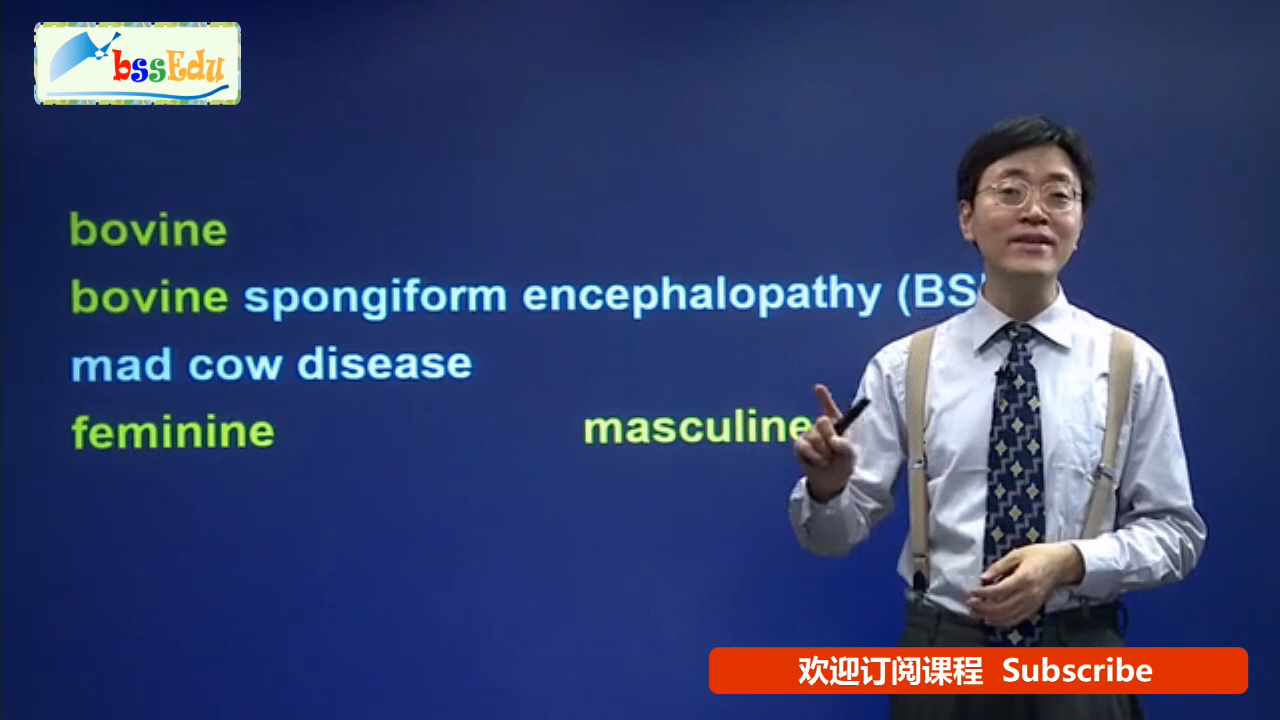 bssEdu
bovine
bovine spongiform encephalopathy (BS
mad cow disease
feminine masculine
欢迎订阅课程 Subscribe